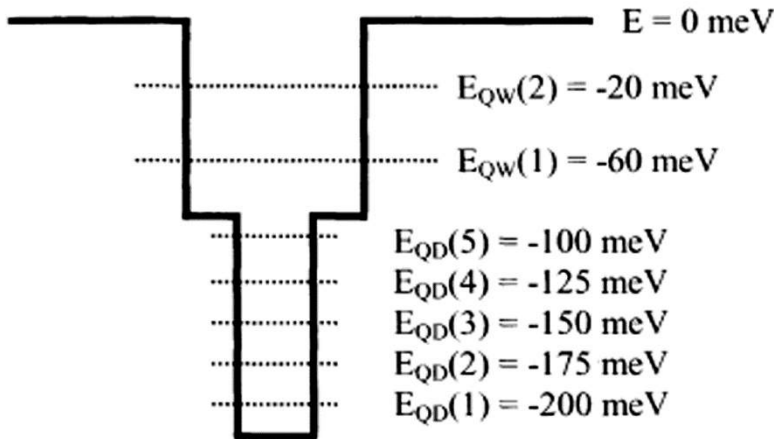 E = 0 meV
E_QW(2) = -20 meV
E_QW(1) = -60 meV
E_QD(5) = -100 meV
E_QD(4) = -125 meV
E_QD(3) = -150 meV
E_QD(2) = -175 meV
E_QD(1) = -200 meV